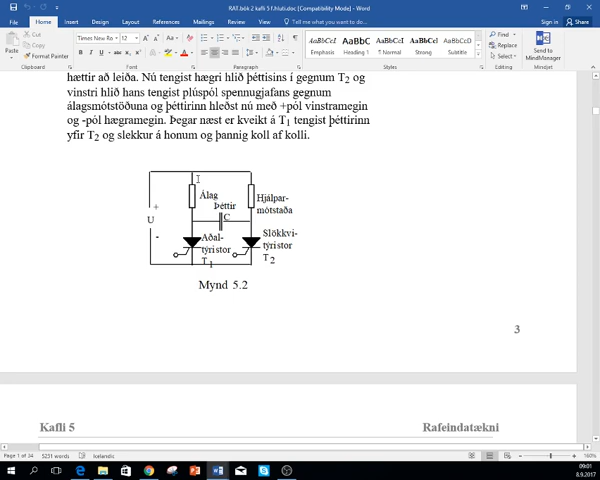 RAT.bók 2 kafli 5 f.hluti.doc [Compatibility Mode] - Word
Sign in
Share
File Home Insert Design Layout References Mailings Review View Tell me what you want to do...
Cut
Copy
Format Painter
Clipboard
Times New Ro 12
Font
Paragraph
AaBbCcI AaBbC AaBbCcI AaBbCcI AaBbCcD
Emphasis Heading 1 Normal Strong Subtitle
Styles
Find
Replace
Select
Editing
Send to
MindManager
Mindjet
hættir að leiða. Nú tengist hægri hlið þéttisins í gegnum T2 og
vinstri hlið hans tengist plúspól spennugjafans gegnum
álagsmótstöðuna og þéttirinn hleðst nú með +pól vinstramegin
og -pól hægramegin. Þegar næst er kveikt á T1 tengist þéttirinn
yfir T2 og slekkur á honum og þannig koll af kolli.
I
Álag
Hjálpar-
mótstaða
Þéttir
C
+
U
-
Aðal-
týristor
T1
Slökkvi-
týristor
T2
Mynd 5.2
3
Kafli 5 Rafeindatækni
Page 1 of 34 5231 words Icelandic 160%
09:01
8.9.2017